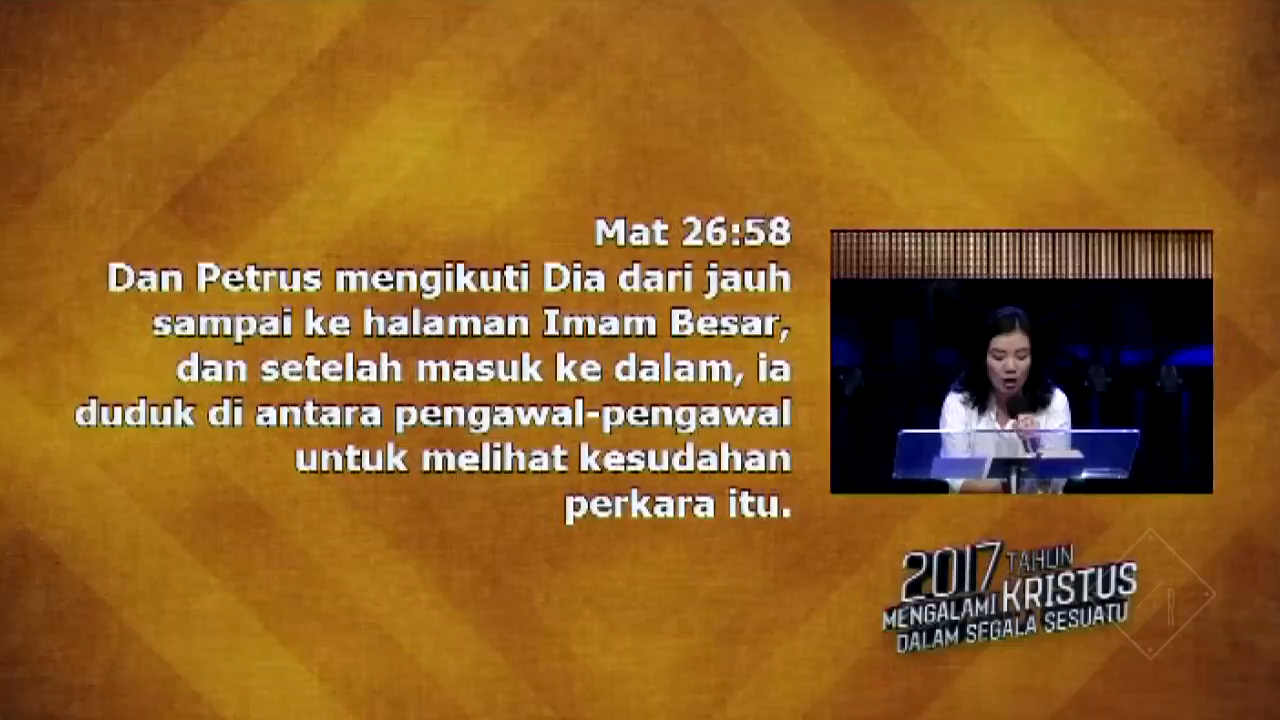 Mat 26:58
Dan Petrus mengikuti Dia dari jauh
sampai ke halaman Imam Besar,
dan setelah masuk ke dalam, ia
duduk di antara pengawal-pengawal
untuk melihat kesudahan
perkara itu.
2017 TAHUN
MENGALAMI KRISTUS
DALAM SEGALA SESUATU